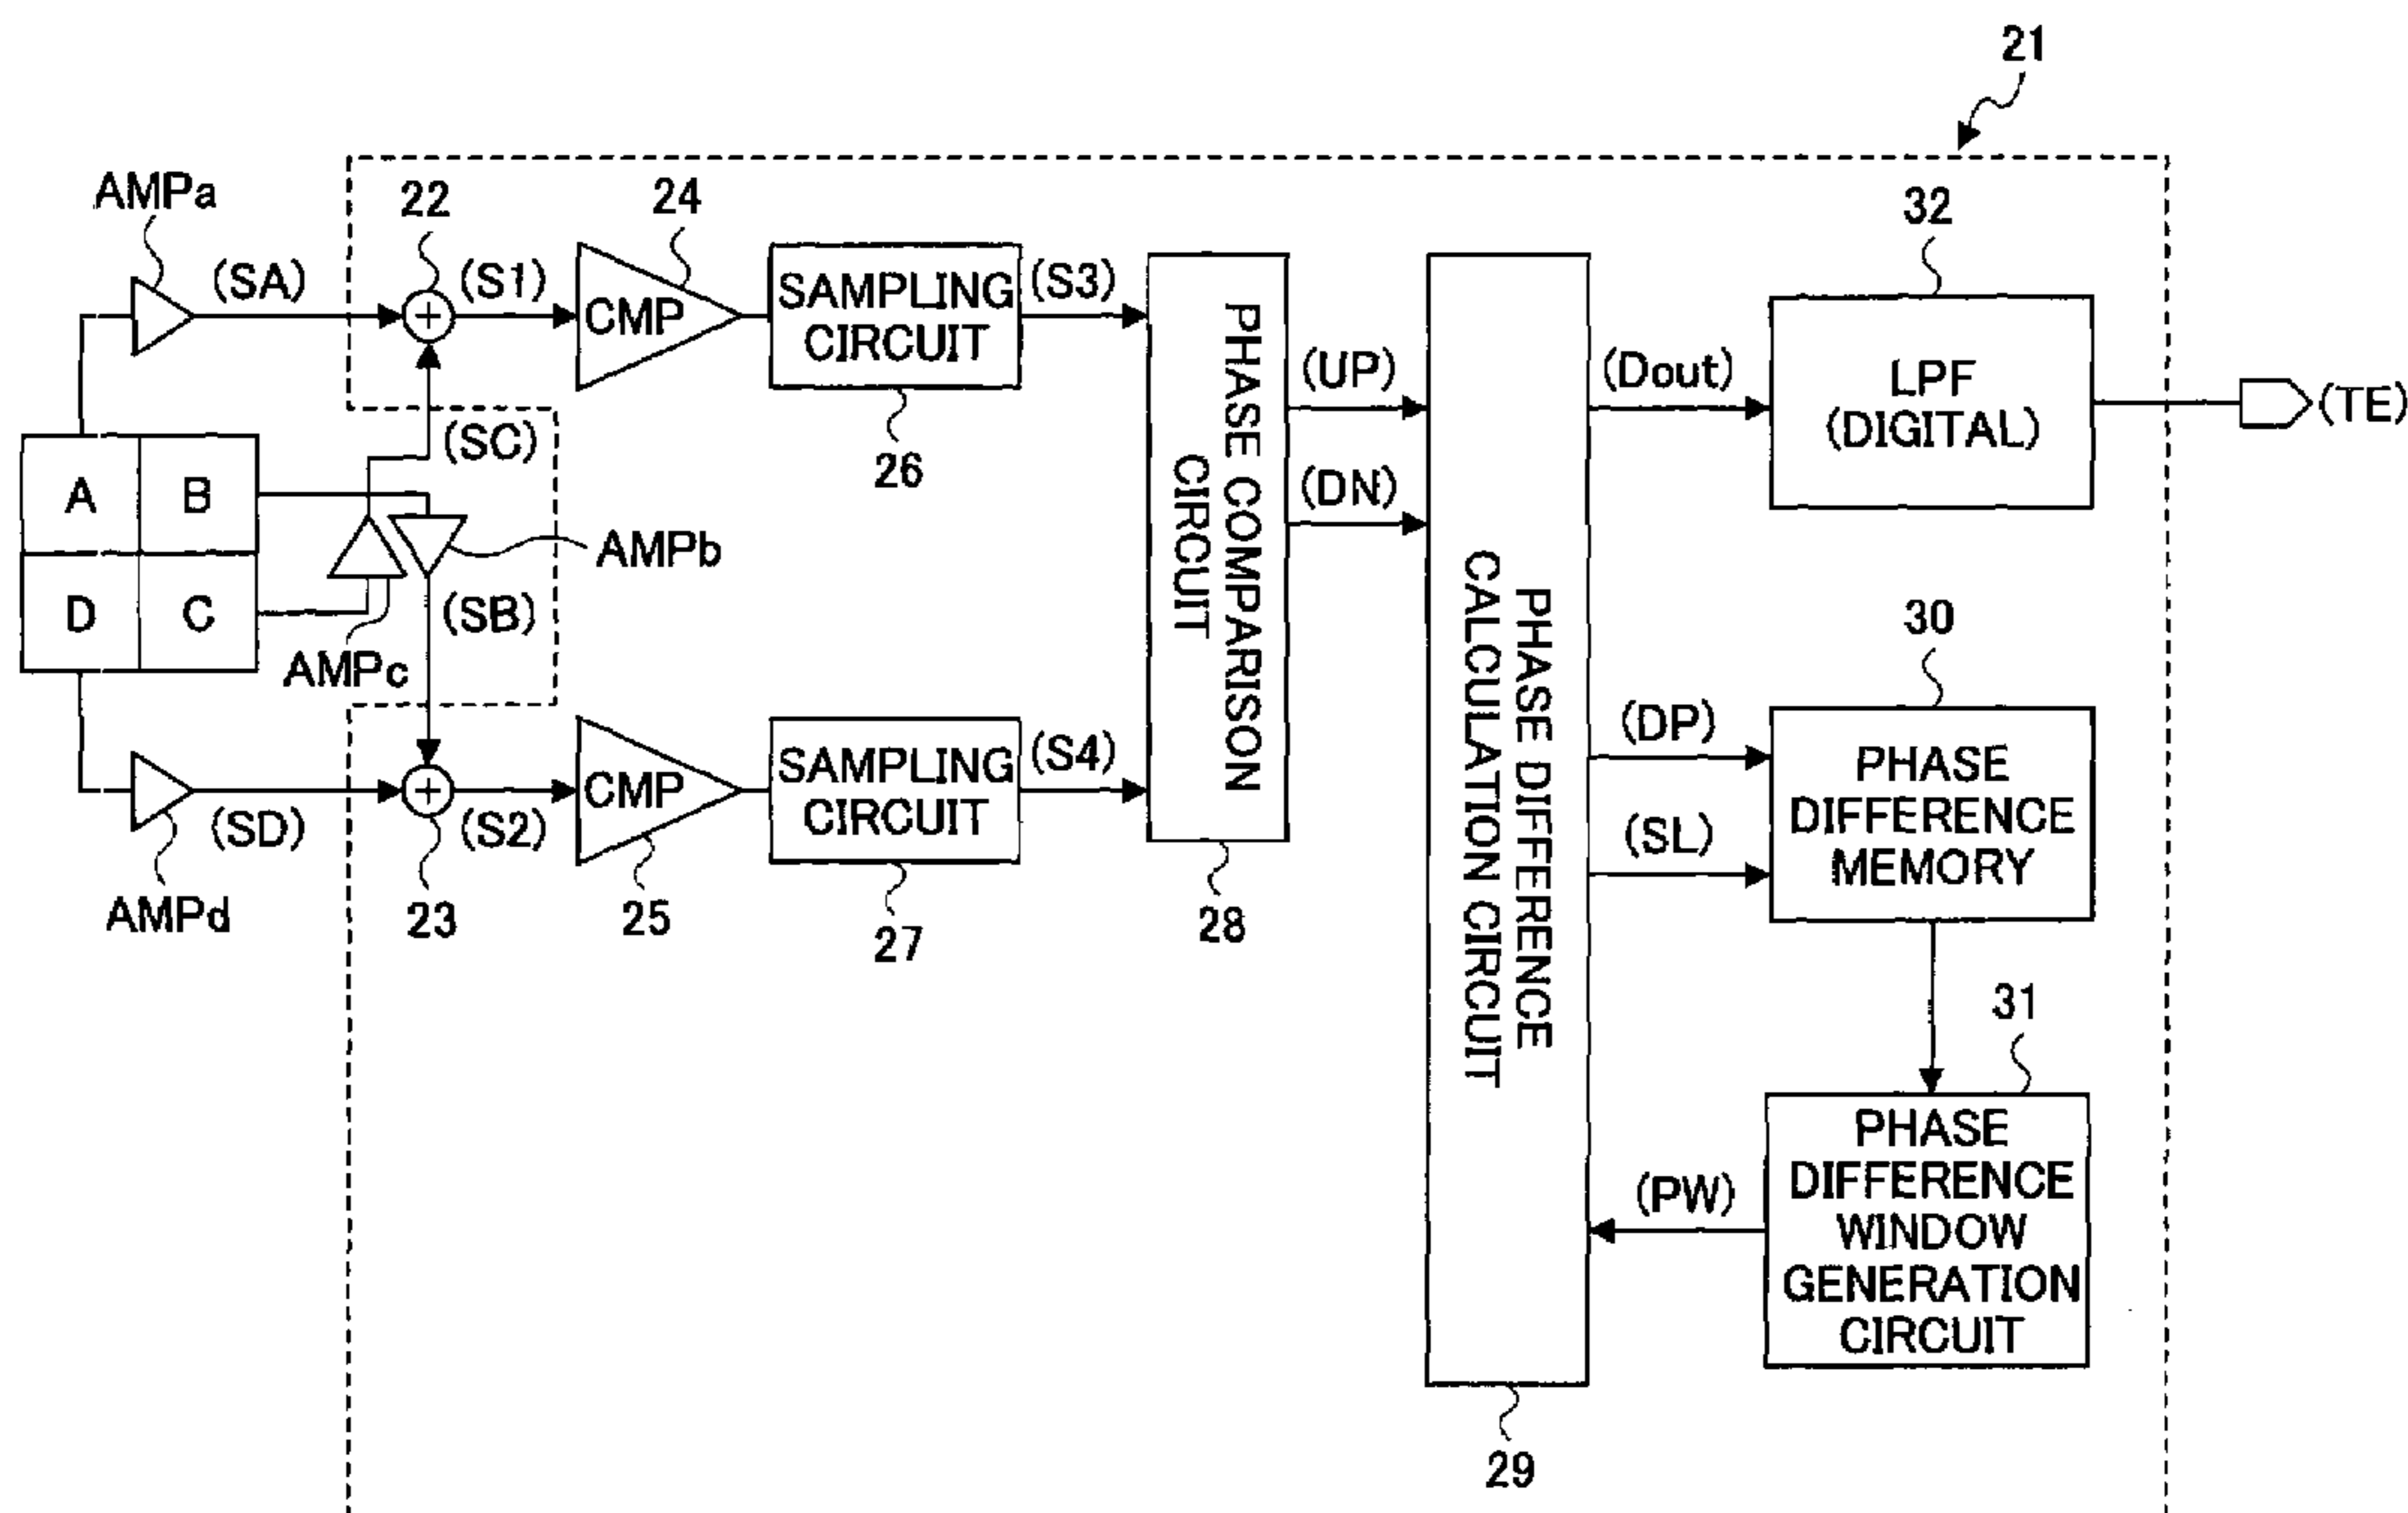 21
AMPa
22
24
32
(SA)
(S1)
CMP
SAMPLING
CIRCUIT
(S3)
26
PHASE COMPARISON
CIRCUIT
(UP)
(DN)
PHASE DIFFERENCE
CALCULATION CIRCUIT
(Dout)
LPF
(DIGITAL)
(TE)
A
B
D
C
(SC)
AMPb
(SB)
AMPc
30
(DP)
(SL)
PHASE
DIFFERENCE
MEMORY
(SD)
AMPd
23
(S2)
CMP
25
SAMPLING
CIRCUIT
27
(S4)
28
31
(PW)
PHASE
DIFFERENCE
WINDOW
GENERATION
CIRCUIT
29